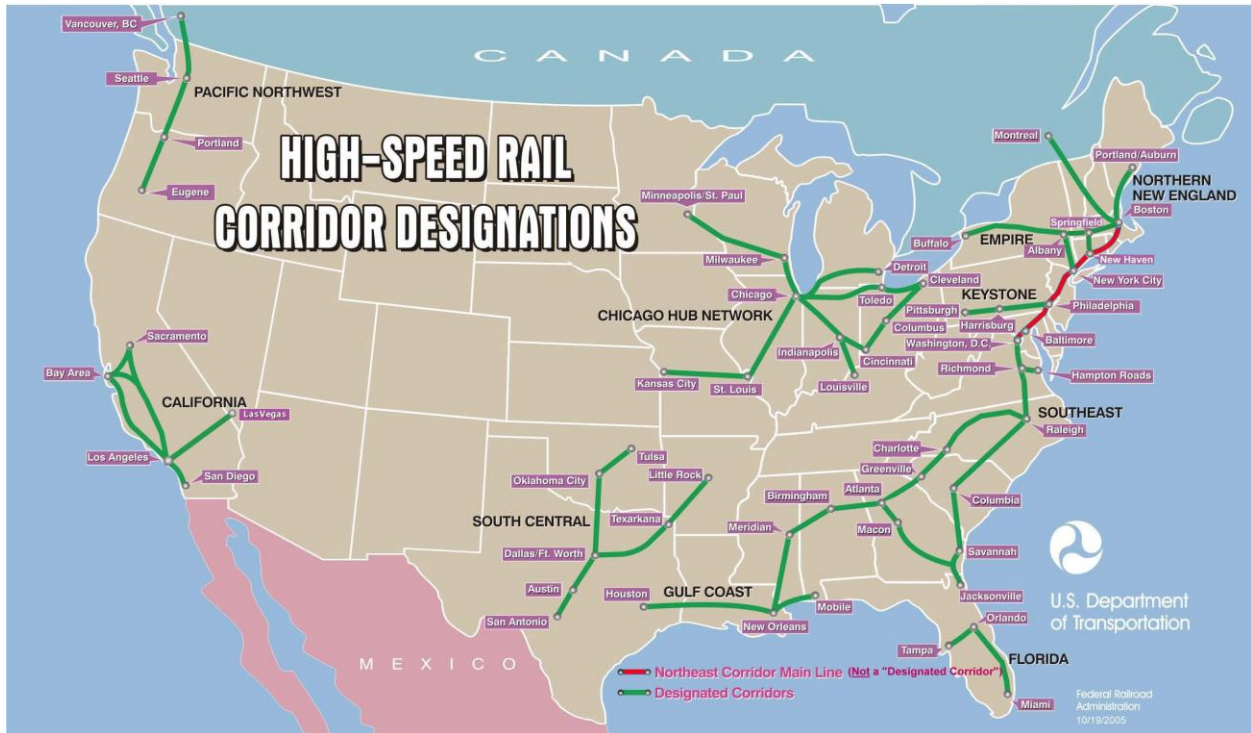 CANADA
Vancouver, BC
Seattle
PACIFIC NORTHWEST
Portland
Eugene
HIGH-SPEED RAIL
CORRIDOR DESIGNATIONS
Minneapolis/St. Paul
Milwaukee
Chicago
CHICAGO HUB NETWORK
Detroit
Cleveland
Toledo
Columbus
Indianapolis
Cincinnati
Louisville
Kansas City
St. Louis
Montreal
Portland/Auburn
NORTHERN
NEW ENGLAND
Boston
Springfield
Buffalo
EMPIRE
Albany
New Haven
New York City
KEYSTONE
Pittsburgh
Harrisburg
Philadelphia
Washington, D.C.
Baltimore
Richmond
Hampton Roads
SOUTHEAST
Raleigh
Charlotte
Greenville
Columbia
Atlanta
Birmingham
Macon
Meridian
Savannah
Jacksonville
Sacramento
Bay Area
CALIFORNIA
LasVegas
Los Angeles
San Diego
Tulsa
Oklahoma City
Little Rock
SOUTH CENTRAL
Texarkana
Dallas/Ft. Worth
Austin
San Antonio
Houston
GULF COAST
Mobile
New Orleans
Orlando
Tampa
FLORIDA
Miami
MEXICO
Northeast Corridor Main Line (Not a "Designated Corridor")
Designated Corridors
U.S. Department
of Transportation
Federal Railroad
Administration
10/19/2005